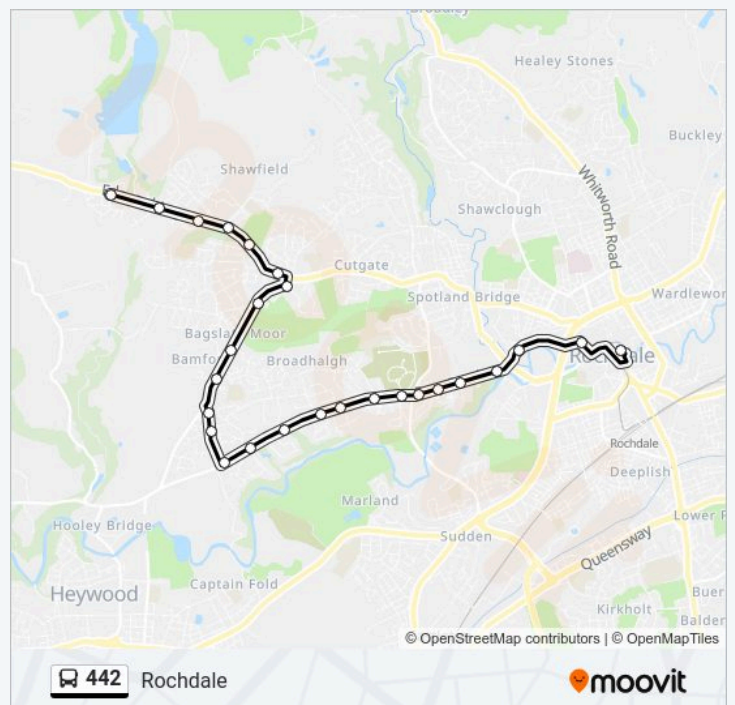 Broadley
Healey Stones
Buckley
Shawfield
Whitworth Road
Shawclough
Cutgate
Spotland Bridge
Wardlewor
Bagslate Moor
Broadhalgh
Rochdale
Rochdale
Deeplish
Marland
Hooley Bridge
Sudden
Lower
Queensway
Heywood
Captain Fold
Buer
Kirkholt
Balder
© OpenStreetMap contributors | © OpenMapTiles
442 Rochdale
moovit